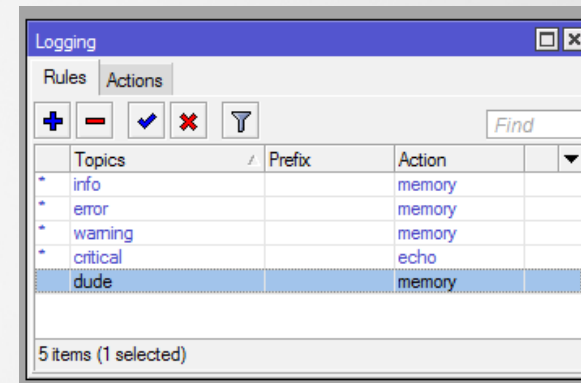 Logging
Rules Actions
Find
Topics Prefix Action
* info memory
* error memory
* warning memory
* critical echo
dude memory
5 items (1 selected)